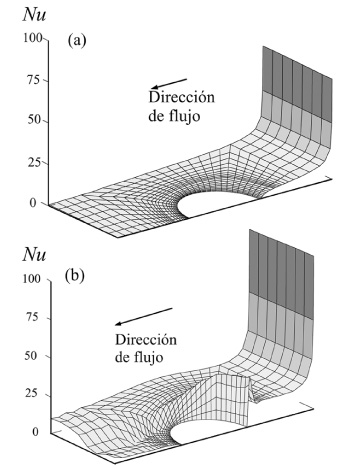 Nu
(a)
100
75
50
25
0
Dirección
de flujo
Nu
(b)
100
75
50
25
0
Dirección
de flujo